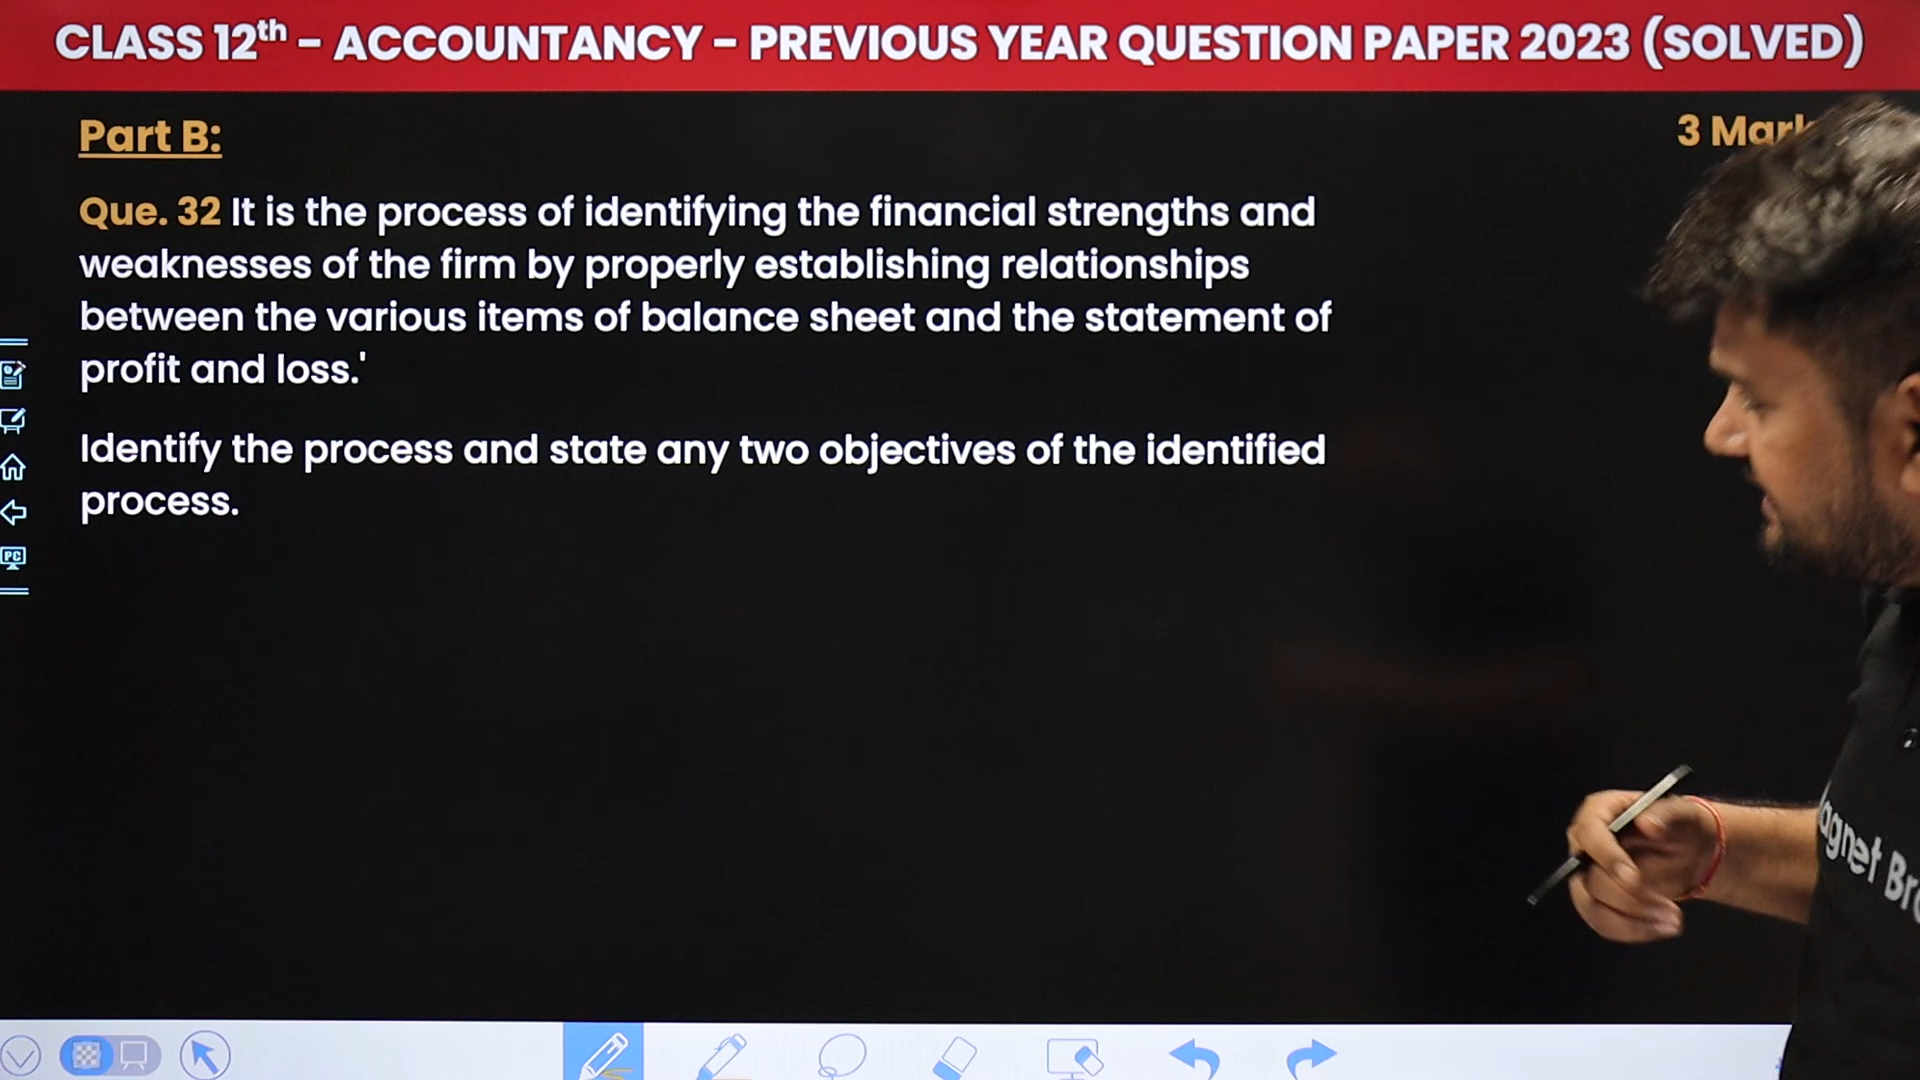 CLASS 12th – ACCOUNTANCY – PREVIOUS YEAR QUESTION PAPER 2023 (SOLVED)
Part B:
3
Que. 32 It is the process of identifying the financial strengths and
weaknesses of the firm by properly establishing relationships
between the various items of balance sheet and the statement of
profit and loss.'
Identify the process and state any two objectives of the identified
process.
PC